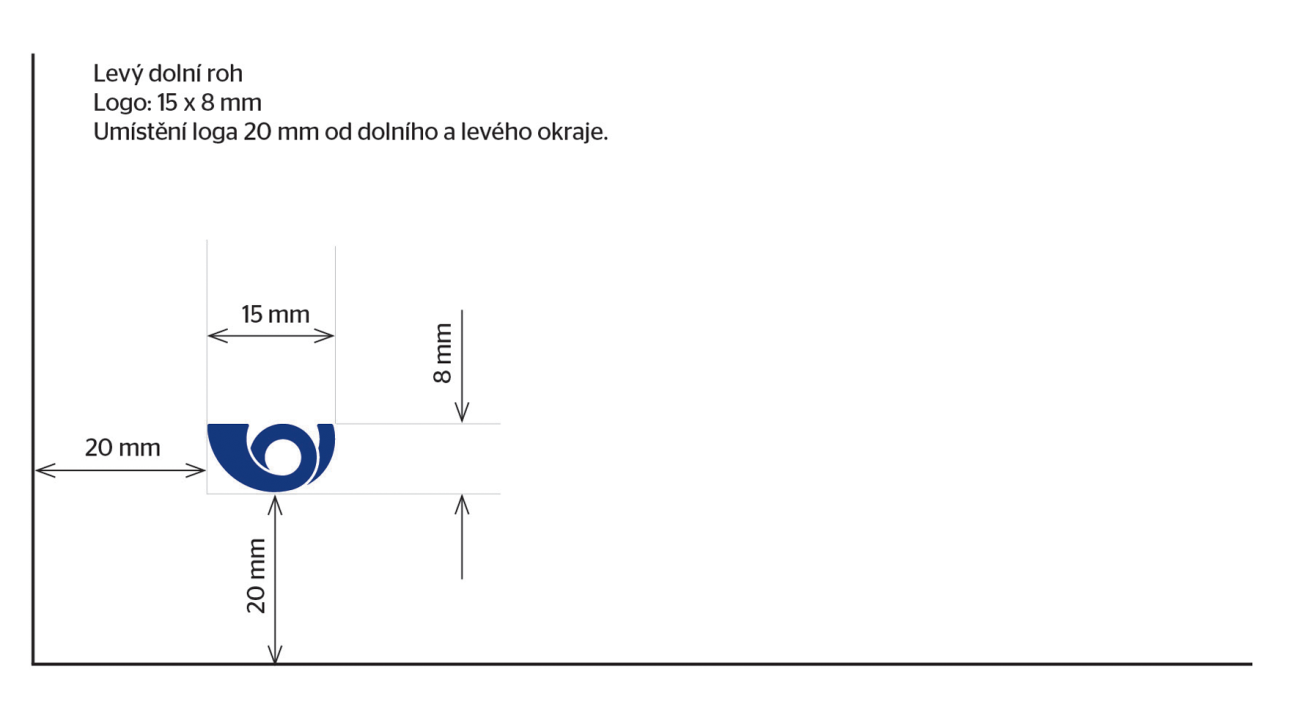 Levý dolní roh
Logo: 15 x 8 mm
Umístění loga 20 mm od dolního a levého okraje.
15 mm
8 mm
20 mm
20 mm